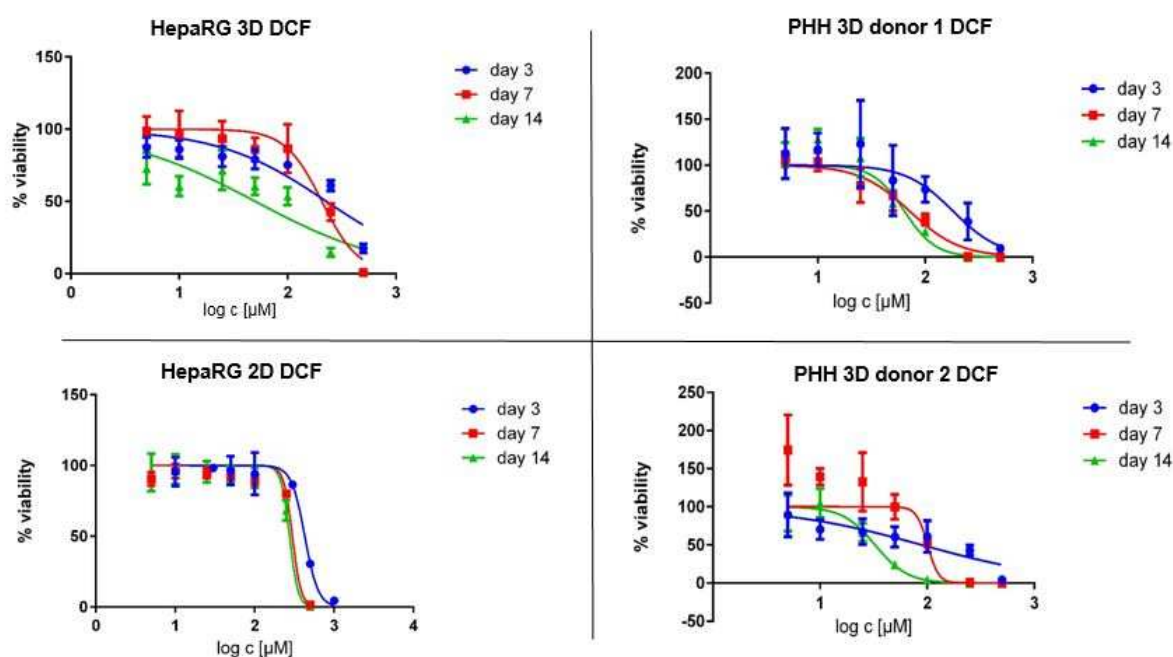 HepaRG 3D DCF
150
100
50
0
0
1
2
3
% viability
log c [µM]
day 3
day 7
day 14
PHH 3D donor 1 DCF
200
150
100
50
0
-50
1
2
3
% viability
log c [µM]
day 3
day 7
day 14
HepaRG 2D DCF
150
100
50
0
0
1
2
3
4
% viability
log c [µM]
day 3
day 7
day 14
PHH 3D donor 2 DCF
250
200
150
100
50
0
-50
1
2
3
% viability
log c [µM]
day 3
day 7
day 14